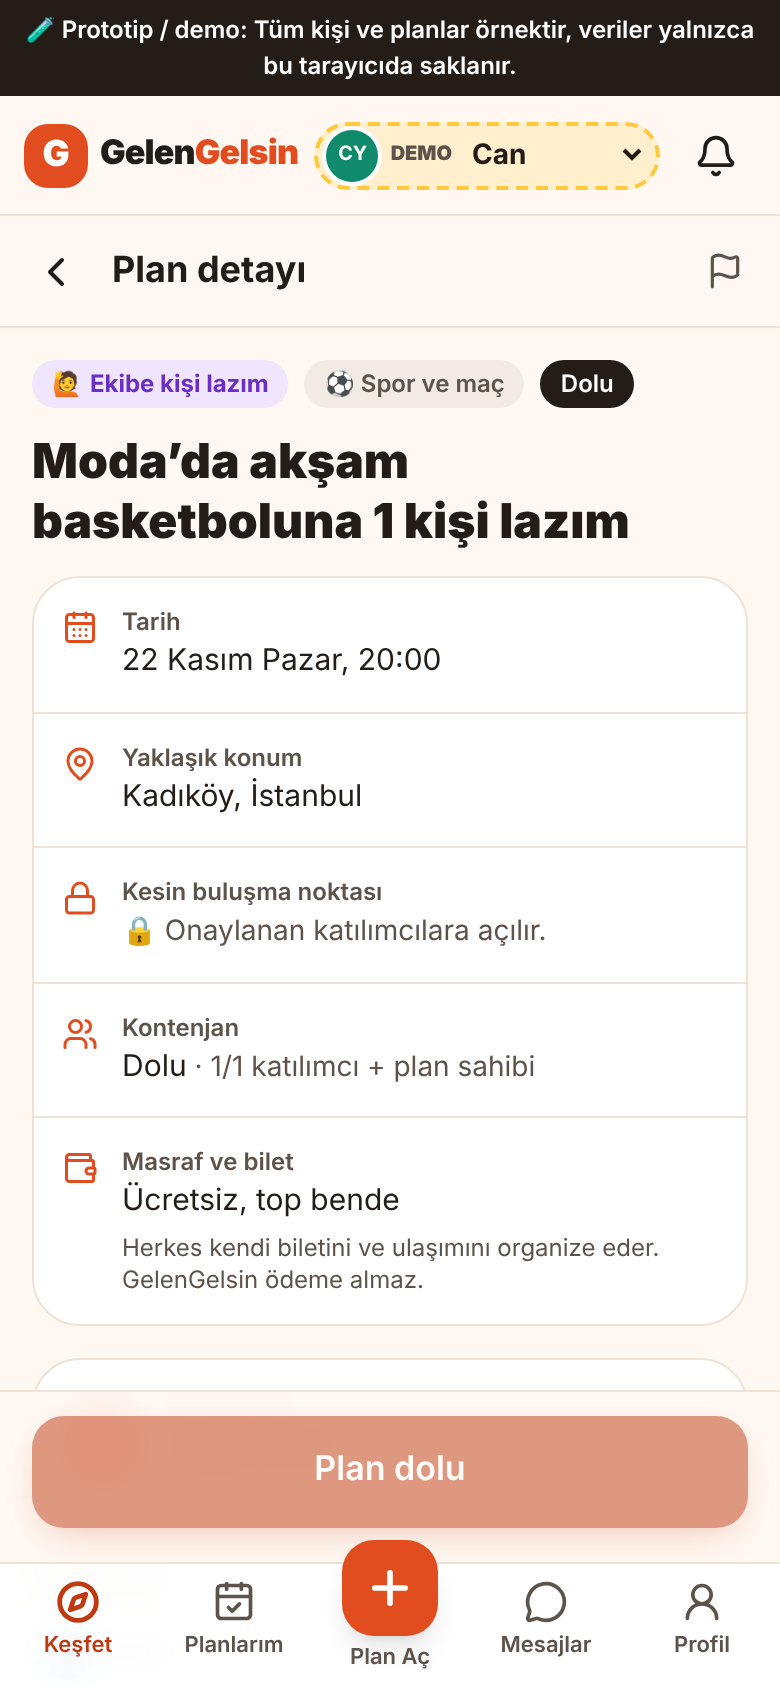 🧪 Prototip / demo: Tüm kişi ve planlar örnektir, veriler yalnızca
bu tarayıcıda saklanır.
G GelenGelsin CY DEMO Can
Plan detayı
🙋 Ekibe kişi lazım ⚽ Spor ve maç Dolu
Moda’da akşam
basketboluna 1 kişi lazım
Tarih
22 Kasım Pazar, 20:00
Yaklaşık konum
Kadıköy, İstanbul
Kesin buluşma noktası
🔒 Onaylanan katılımcılara açılır.
Kontenjan
Dolu · 1/1 katılımcı + plan sahibi
Masraf ve bilet
Ücretsiz, top bende
Herkes kendi biletini ve ulaşımını organize eder.
GelenGelsin ödeme almaz.
Plan dolu
Keşfet Planlarım Plan Aç Mesajlar Profil